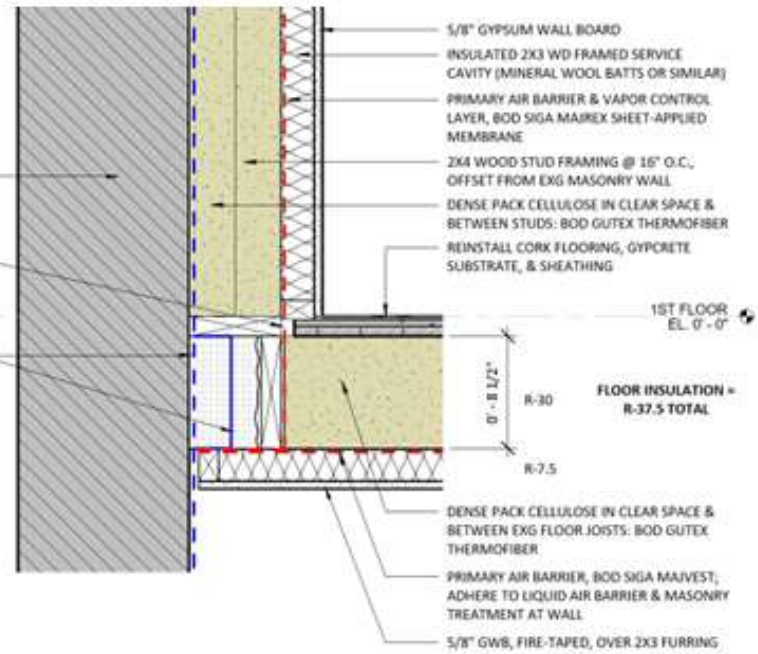 5/8" GYPSUM WALL BOARD
INSULATED 2X3 WD FRAMED SERVICE
CAVITY (MINERAL WOOL BATTS OR SIMILAR)
PRIMARY AIR BARRIER & VAPOR CONTROL
LAYER, BOD SIGA MAJREX SHEET-APPLIED
MEMBRANE
2X4 WOOD STUD FRAMING @ 16" O.C.,
OFFSET FROM EXG MASONRY WALL
DENSE PACK CELLULOSE IN CLEAR SPACE &
BETWEEN STUDS: BOD GUTEX THERMOFIBER
REINSTALL CORK FLOORING, GYPCRETE
SUBSTRATE, & SHEATHING
1ST FLOOR
EL. 0' - 0"
0' - 8 1/2"
R-30
FLOOR INSULATION =
R-37.5 TOTAL
R-7.5
DENSE PACK CELLULOSE IN CLEAR SPACE &
BETWEEN EXG FLOOR JOISTS: BOD GUTEX
THERMOFIBER
PRIMARY AIR BARRIER, BOD SIGA MAJVEST;
ADHERE TO LIQUID AIR BARRIER & MASONRY
TREATMENT AT WALL
5/8" GWB, FIRE-TAPED, OVER 2X3 FURRING